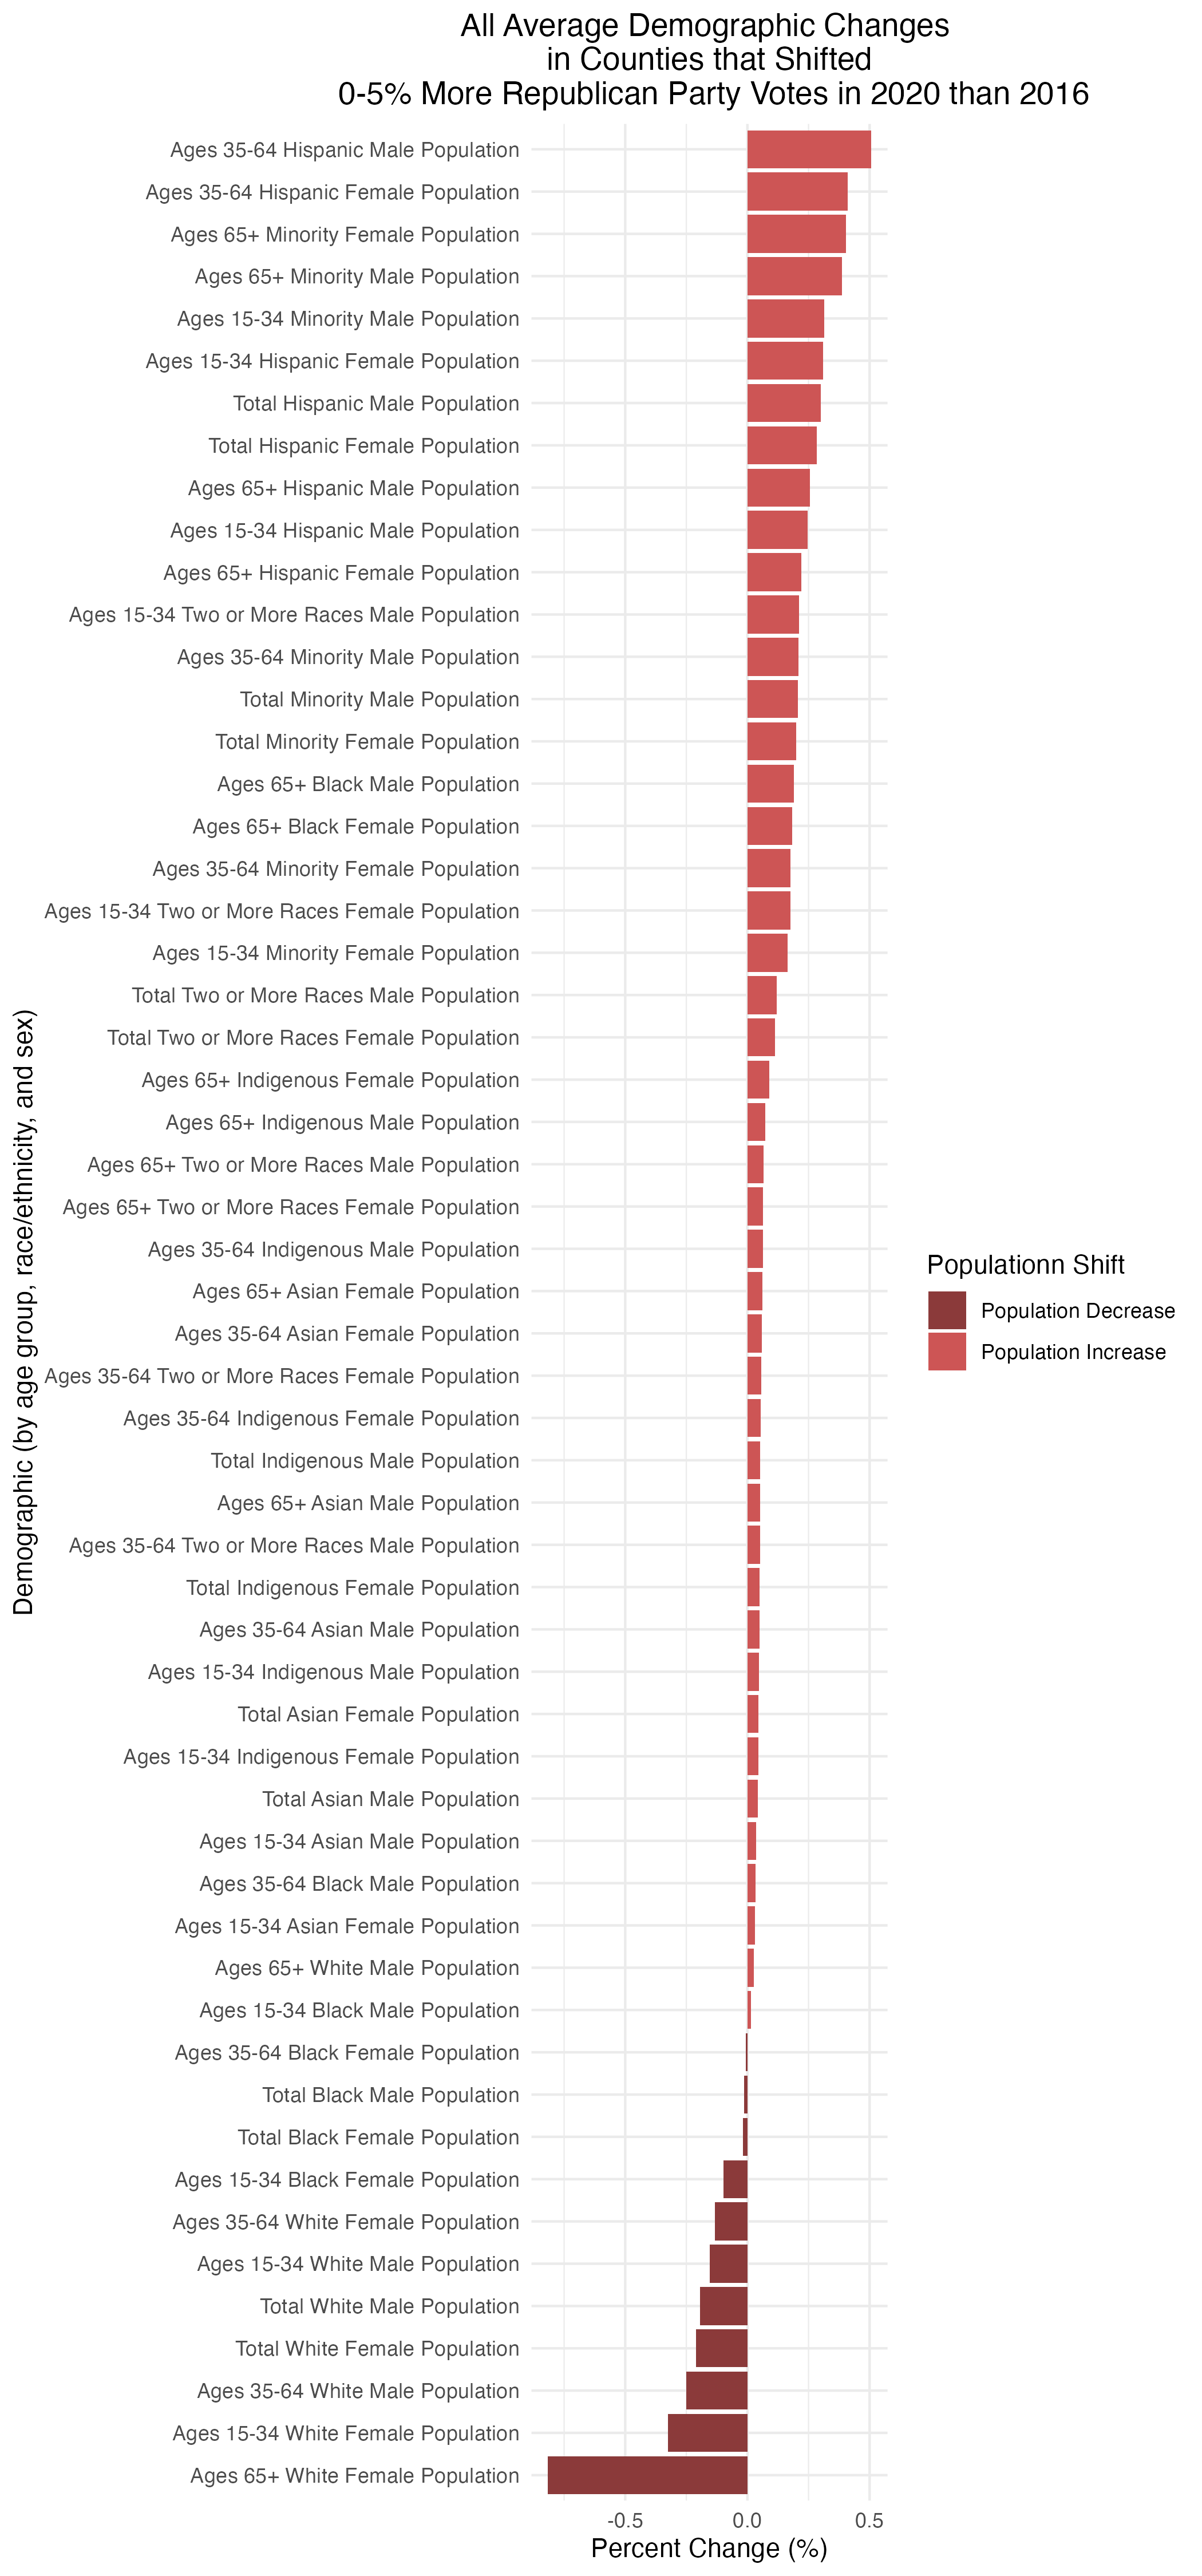 All Average Demographic Changes
in Counties that Shifted
0-5% More Republican Party Votes in 2020 than 2016
Ages 35-64 Hispanic Male Population
Ages 35-64 Hispanic Female Population
Ages 65+ Minority Female Population
Ages 65+ Minority Male Population
Ages 15-34 Minority Male Population
Ages 15-34 Hispanic Female Population
Total Hispanic Male Population
Total Hispanic Female Population
Ages 65+ Hispanic Male Population
Ages 15-34 Hispanic Male Population
Ages 65+ Hispanic Female Population
Ages 15-34 Two or More Races Male Population
Ages 35-64 Minority Male Population
Total Minority Male Population
Total Minority Female Population
Ages 65+ Black Male Population
Ages 65+ Black Female Population
Ages 35-64 Minority Female Population
Ages 15-34 Two or More Races Female Population
Ages 15-34 Minority Female Population
Total Two or More Races Male Population
Total Two or More Races Female Population
Ages 65+ Indigenous Female Population
Ages 65+ Indigenous Male Population
Ages 65+ Two or More Races Male Population
Ages 65+ Two or More Races Female Population
Ages 35-64 Indigenous Male Population
Ages 65+ Asian Female Population
Ages 35-64 Asian Female Population
Ages 35-64 Two or More Races Female Population
Ages 35-64 Indigenous Female Population
Total Indigenous Male Population
Ages 65+ Asian Male Population
Ages 35-64 Two or More Races Male Population
Total Indigenous Female Population
Ages 35-64 Asian Male Population
Ages 15-34 Indigenous Male Population
Total Asian Female Population
Ages 15-34 Indigenous Female Population
Total Asian Male Population
Ages 15-34 Asian Male Population
Ages 35-64 Black Male Population
Ages 15-34 Asian Female Population
Ages 65+ White Male Population
Ages 15-34 Black Male Population
Ages 35-64 Black Female Population
Total Black Male Population
Total Black Female Population
Ages 15-34 Black Female Population
Ages 35-64 White Female Population
Ages 15-34 White Male Population
Total White Male Population
Total White Female Population
Ages 35-64 White Male Population
Ages 15-34 White Female Population
Ages 65+ White Female Population
Demographic (by age group, race/ethnicity, and sex)
-0.5 0.0 0.5
Percent Change (%)
Populationn Shift
Population Decrease
Population Increase